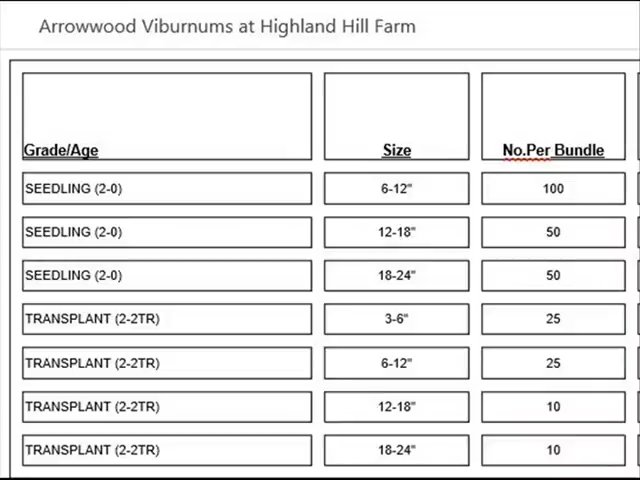 Arrowwood Viburnums at Highland Hill Farm
Grade/Age Size No.Per Bundle
SEEDLING (2-0) 6-12" 100
SEEDLING (2-0) 12-18" 50
SEEDLING (2-0) 18-24" 50
TRANSPLANT (2-2TR) 3-6" 25
TRANSPLANT (2-2TR) 6-12" 25
TRANSPLANT (2-2TR) 12-18" 10
TRANSPLANT (2-2TR) 18-24" 10